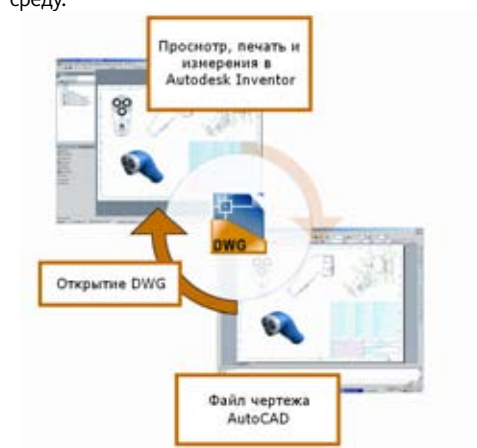 среду.
Просмотр, печать и
измерения в
Autodesk Inventor
DWG
Открытие DWG
Файл чертежа
AutoCAD